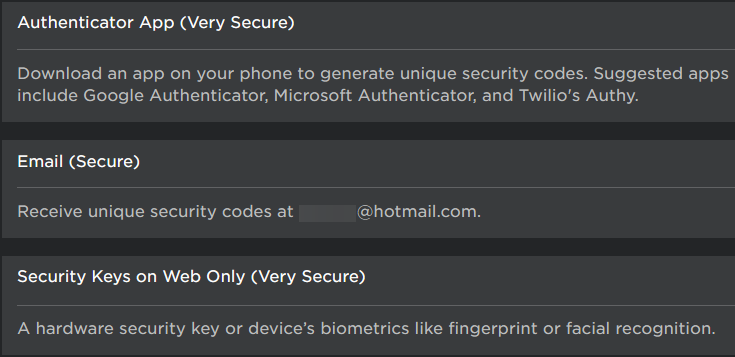 Authenticator App (Very Secure)
Download an app on your phone to generate unique security codes. Suggested apps
include Google Authenticator, Microsoft Authenticator, and Twilio's Authy.
Email (Secure)
Receive unique security codes at @hotmail.com.
Security Keys on Web Only (Very Secure)
A hardware security key or device’s biometrics like fingerprint or facial recognition.